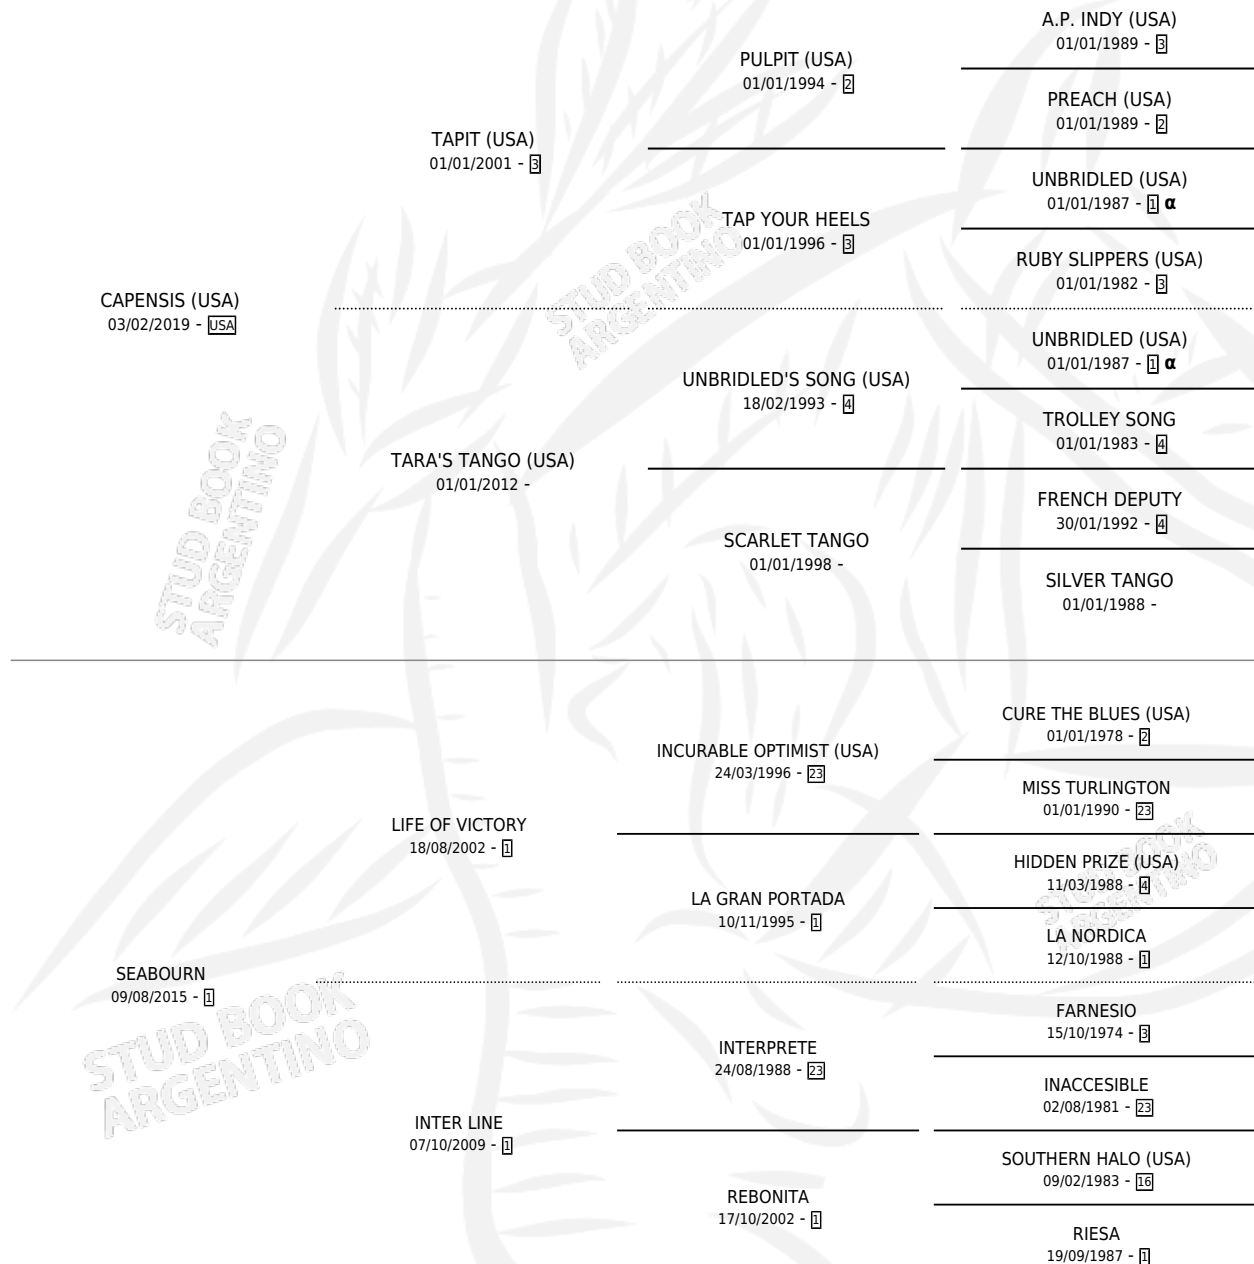 A.P. INDY (USA)
01/01/1989 - 3
PULPIT (USA)
01/01/1994 - 2
PREACH (USA)
01/01/1989 - 2
TAPIT (USA)
01/01/2001 - 3
UNBRIDLED (USA)
01/01/1987 - 1 α
TAP YOUR HEELS
01/01/1996 - 3
RUBY SLIPPERS (USA)
01/01/1982 - 3
STUD BOOK
ARGENTINO
CAPENSIS (USA)
03/02/2019 - USA
UNBRIDLED (USA)
01/01/1987 - 1 α
UNBRIDLED'S SONG (USA)
18/02/1993 - 4
TROLLEY SONG
01/01/1983 - 4
TARA'S TANGO (USA)
01/01/2012 -
FRENCH DEPUTY
30/01/1992 - 4
SCARLET TANGO
01/01/1998 -
SILVER TANGO
01/01/1988 -
STUD BOOK
ARGENTINO
CURE THE BLUES (USA)
01/01/1978 - 2
INCURABLE OPTIMIST (USA)
24/03/1996 - 23
MISS TURLINGTON
01/01/1990 - 23
LIFE OF VICTORY
18/08/2002 - 1
HIDDEN PRIZE (USA)
11/03/1988 - 4
LA GRAN PORTADA
10/11/1995 - 1
LA NORDICA
12/10/1988 - 1
STUD BOOK
ARGENTINO
SEABOURN
09/08/2015 - 1
FARNESIO
15/10/1974 - 3
INTERPRETE
24/08/1988 - 23
INACCESIBLE
02/08/1981 - 23
STUD BOOK
ARGENTINO
INTER LINE
07/10/2009 - 1
SOUTHERN HALO (USA)
09/02/1983 - 16
REBONITA
17/10/2002 - 1
RIESA
19/09/1987 - 1